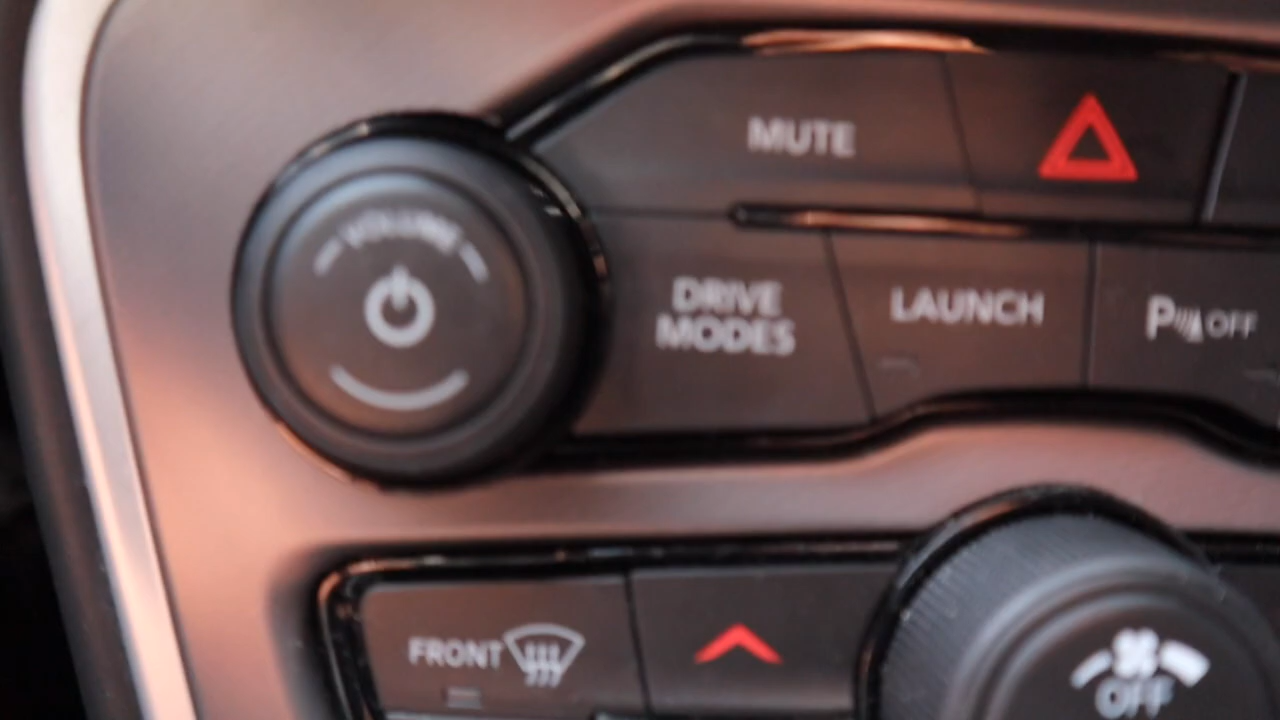 MUTE
VOLUME
DRIVE
MODES
LAUNCH
P OFF
FRONT
OFF